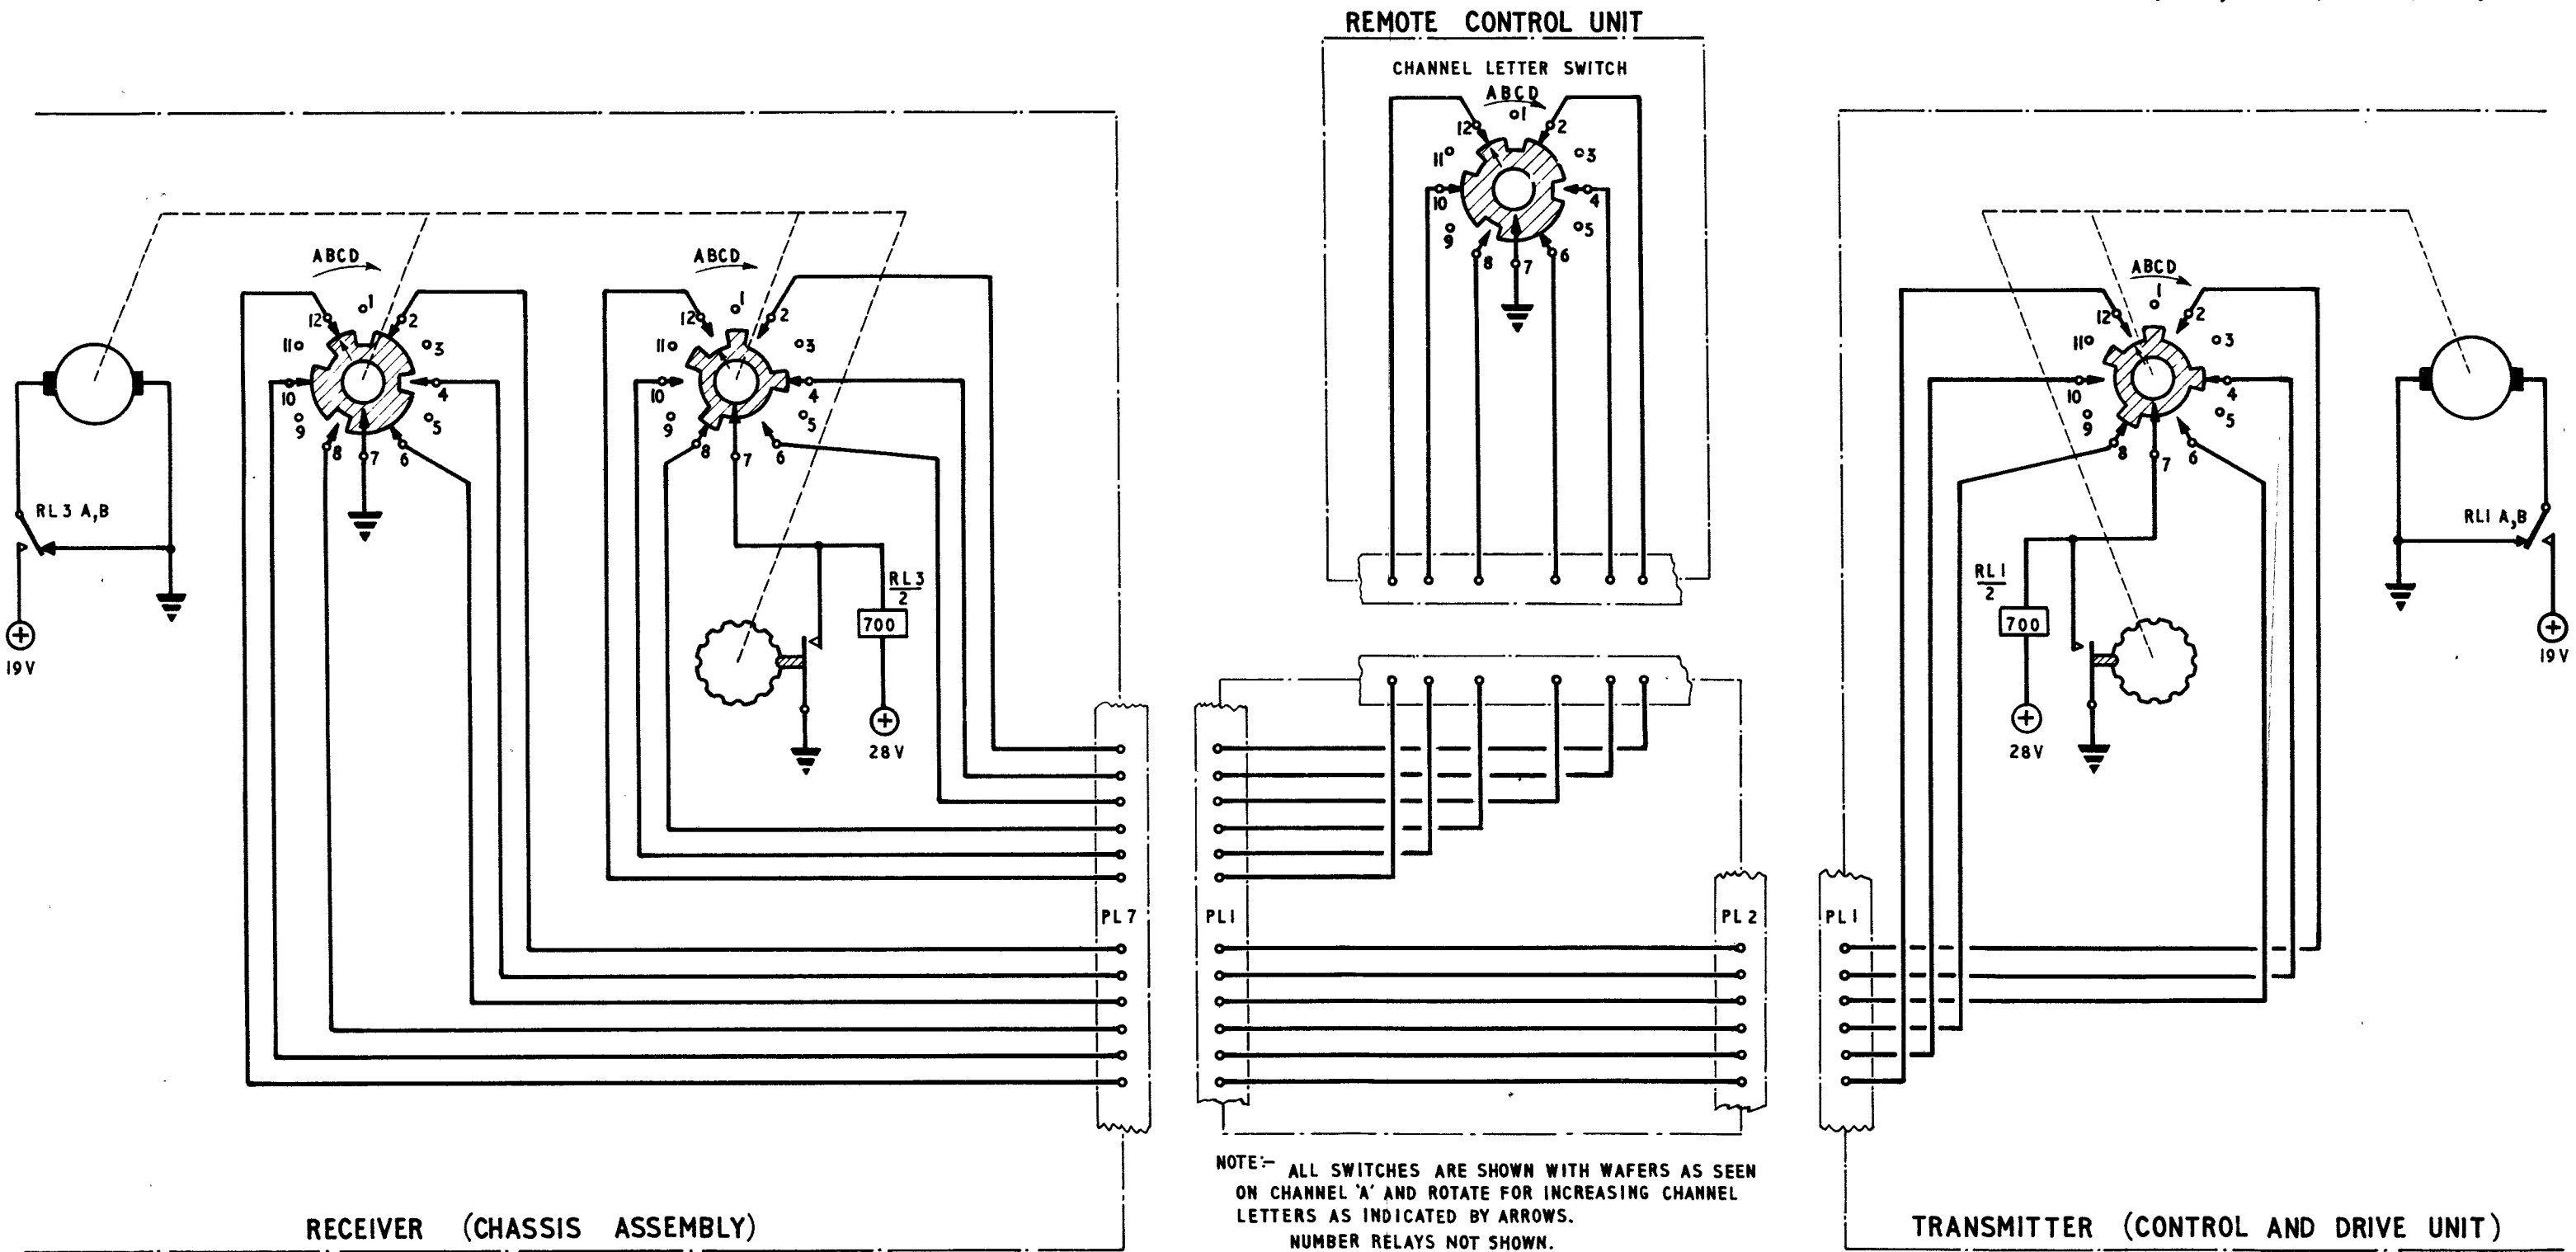 REMOTE CONTROL UNIT
CHANNEL LETTER SWITCH
ABCD
1
12
2
11
3
10
4
9
5
8
7
6
ABCD
1
12
2
11
3
10
4
9
5
8
7
6
ABCD
1
12
2
11
3
10
4
9
5
8
7
6
ABCD
1
12
2
11
3
10
4
9
5
8
7
6
RL3 A,B
19V
RL3
2
700
28V
RL1
2
700
28V
RL1 A,B
19V
PL7
PL1
PL2
PL1
NOTE:- ALL SWITCHES ARE SHOWN WITH WAFERS AS SEEN
ON CHANNEL 'A' AND ROTATE FOR INCREASING CHANNEL
LETTERS AS INDICATED BY ARROWS.
NUMBER RELAYS NOT SHOWN.
RECEIVER (CHASSIS ASSEMBLY)
TRANSMITTER (CONTROL AND DRIVE UNIT)